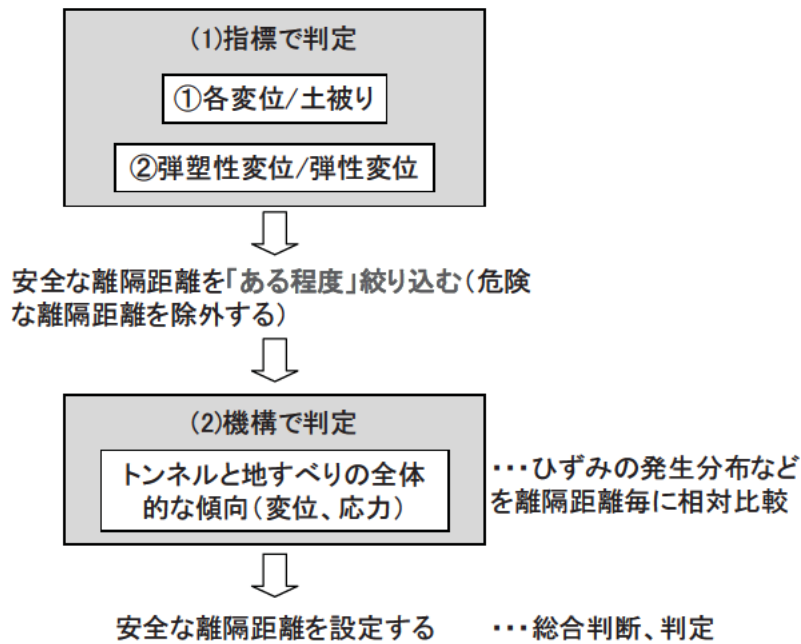 (1)指標で判定
①各変位/土被り
②弾塑性変位/弾性変位
安全な離隔距離を「ある程度」絞り込む(危険
な離隔距離を除外する)
(2)機構で判定
トンネルと地すべりの全体
的な傾向(変位、応力)
・・・ひずみの発生分布など
を離隔距離毎に相対比較
安全な離隔距離を設定する
・・・総合判断、判定